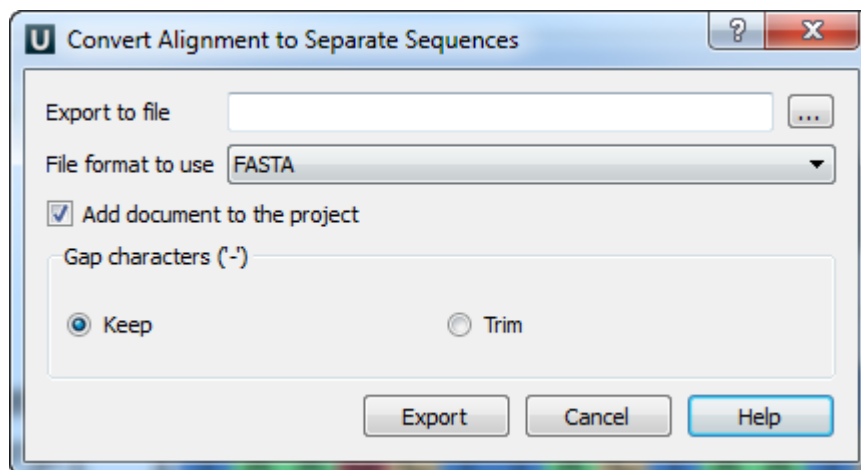 U Convert Alignment to Separate Sequences ? X
Export to file ...
File format to use FASTA
Add document to the project
Gap characters ('-')
Keep Trim
Export Cancel Help